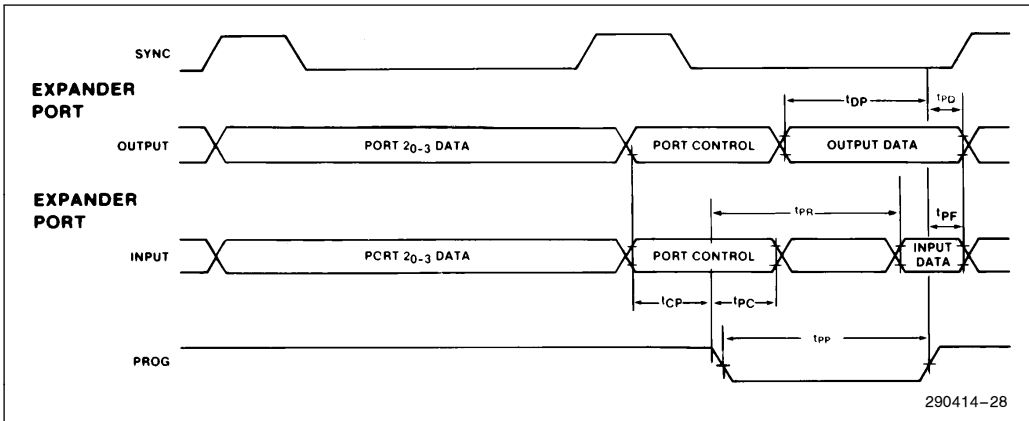 SYNC
EXPANDER
PORT
tDP
tPD
OUTPUT
PORT 20-3 DATA
PORT CONTROL
OUTPUT DATA
EXPANDER
PORT
tPR
tPF
INPUT
PCRT 20-3 DATA
PORT CONTROL
INPUT
DATA
tCP
tPC
tPP
PROG
290414-28